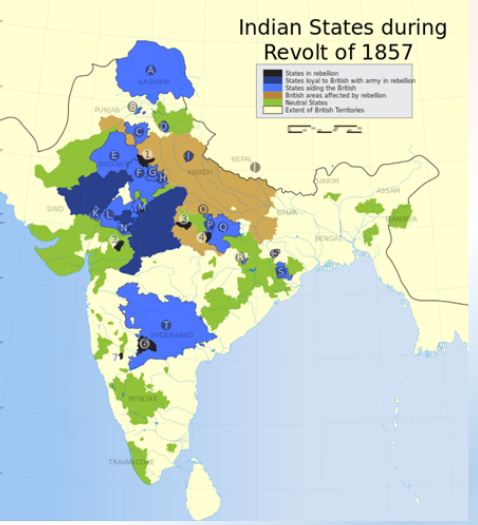 Indian States during
Revolt of 1857
States in rebellion
States loyal to British with army in rebellion
States aiding the British
British areas affected by rebellion
Neutral States
Extent of British Territories
A
KASHMIR
PUNJAB
B
C
D
E
BIKANER
1
I
F
G
H
AWADH
NEPAL
J
SIKKIM
ASSAM
SIND
K
L
M
N
O
BIHAR
MANIPUR
2
3
4
P
Q
BENGAL
R
S
T
HYDERABAD
6
7
MYSORE
TRAVANCORE